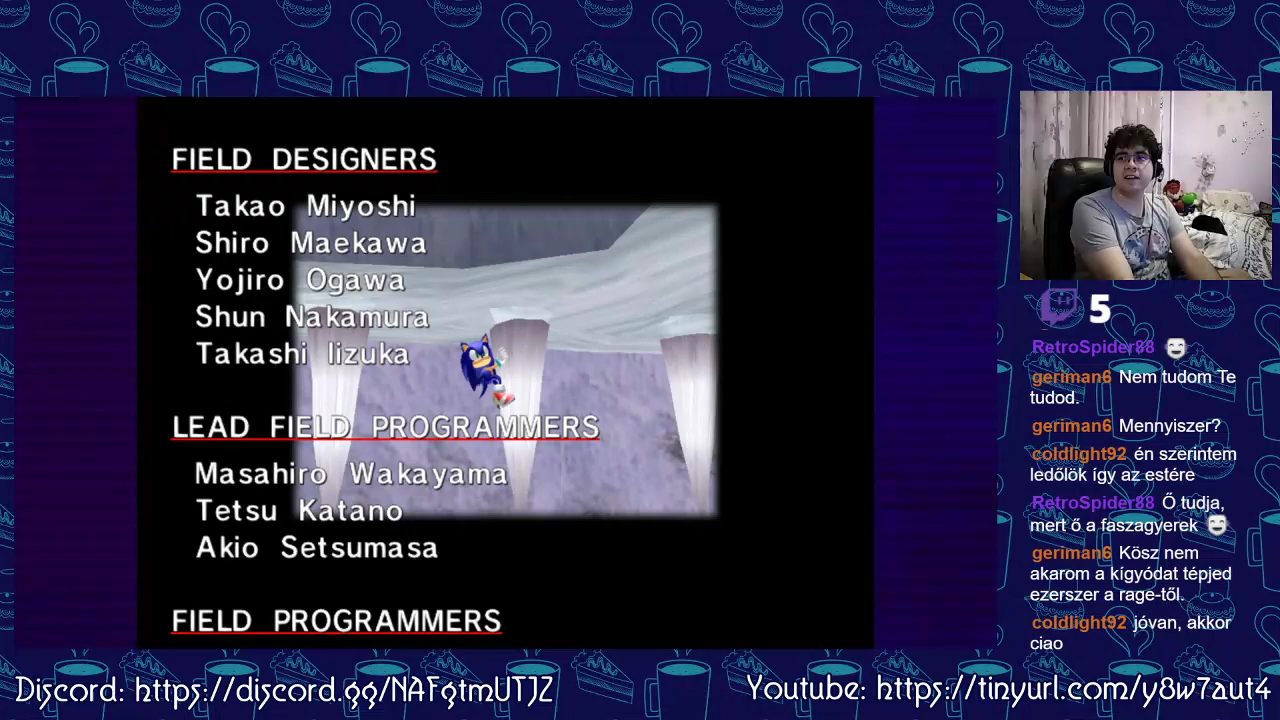 FIELD DESIGNERS
Takao Miyoshi
Shiro Maekawa
Yojiro Ogawa
Shun Nakamura
Takashi Iizuka
LEAD FIELD PROGRAMMERS
Masahiro Wakayama
Tetsu Katano
Akio Setsumasa
FIELD PROGRAMMERS
5
RetroSpider88
geriman6 Nem tudom Te
tudod.
geriman6 Mennyiszer?
coldlight92 én szerintem
ledőlök így az estére
RetroSpider88 Ő tudja,
mert ő a faszagyerek
geriman6 Kösz nem
akarom a kígyódat tépjed
ezerszer a rage-től.
coldlight92 jóvan, akkor
ciao
Discord: https://discord.gg/NAFgtmUTJZ
Youtube: https://tinyurl.com/y8w7aut4